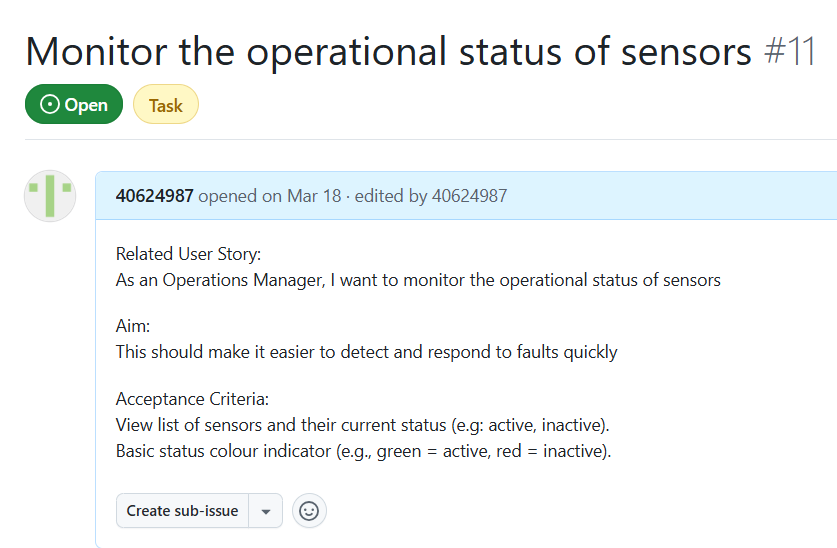 Monitor the operational status of sensors #11
Open
Task
40624987 opened on Mar 18 · edited by 40624987
Related User Story:
As an Operations Manager, I want to monitor the operational status of sensors
Aim:
This should make it easier to detect and respond to faults quickly
Acceptance Criteria:
View list of sensors and their current status (e.g: active, inactive).
Basic status colour indicator (e.g., green = active, red = inactive).
Create sub-issue